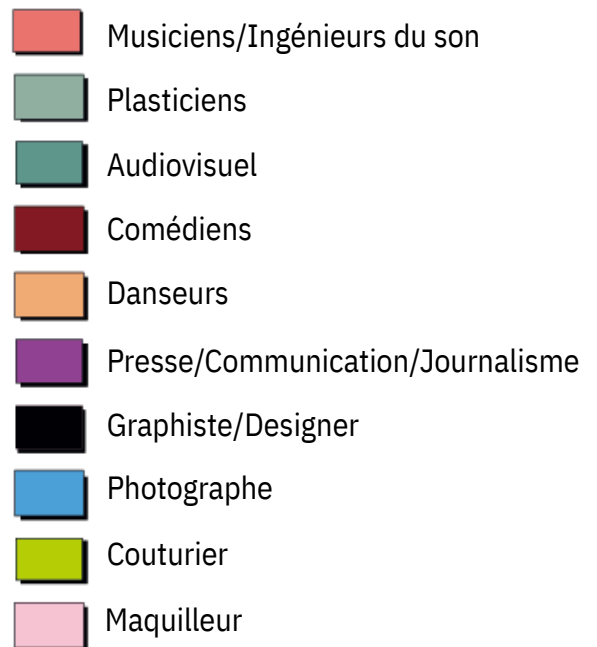 Musiciens/Ingénieurs du son
Plasticiens
Audiovisuel
Comédiens
Danseurs
Presse/Communication/Journalisme
Graphiste/Designer
Photographe
Couturier
Maquilleur